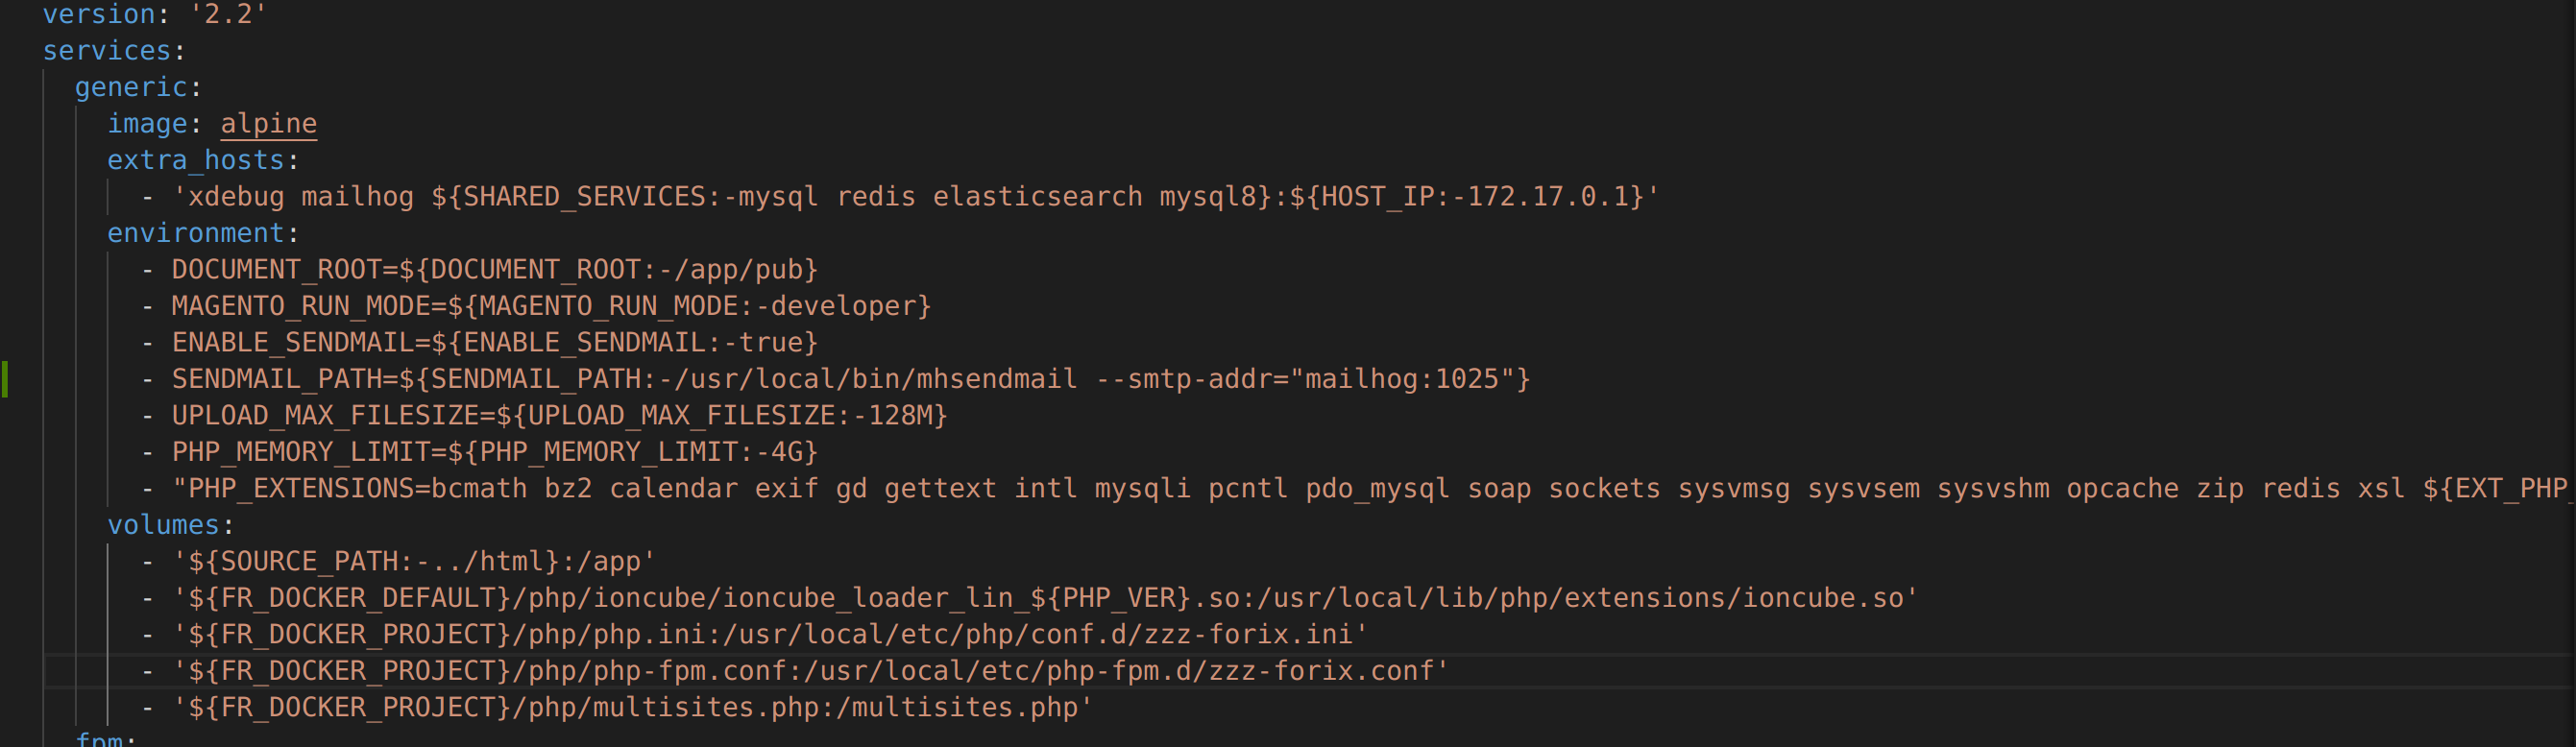 version: '2.2'
services:
  generic:
    image: alpine
    extra_hosts:
      - 'xdebug mailhog ${SHARED_SERVICES:-mysql redis elasticsearch mysql8}:${HOST_IP:-172.17.0.1}'
    environment:
      - DOCUMENT_ROOT=${DOCUMENT_ROOT:-/app/pub}
      - MAGENTO_RUN_MODE=${MAGENTO_RUN_MODE:-developer}
      - ENABLE_SENDMAIL=${ENABLE_SENDMAIL:-true}
      - SENDMAIL_PATH=${SENDMAIL_PATH:-/usr/local/bin/mhsendmail --smtp-addr="mailhog:1025"}
      - UPLOAD_MAX_FILESIZE=${UPLOAD_MAX_FILESIZE:-128M}
      - PHP_MEMORY_LIMIT=${PHP_MEMORY_LIMIT:-4G}
      - "PHP_EXTENSIONS=bcmath bz2 calendar exif gd gettext intl mysqli pcntl pdo_mysql soap sockets sysvmsg sysvsem sysvshm opcache zip redis xsl ${EXT_PHP_
    volumes:
      - '${SOURCE_PATH:-../html}:/app'
      - '${FR_DOCKER_DEFAULT}/php/ioncube/ioncube_loader_lin_${PHP_VER}.so:/usr/local/lib/php/extensions/ioncube.so'
      - '${FR_DOCKER_PROJECT}/php/php.ini:/usr/local/etc/php/conf.d/zzz-forix.ini'
      - '${FR_DOCKER_PROJECT}/php/php-fpm.conf:/usr/local/etc/php-fpm.d/zzz-forix.conf'
      - '${FR_DOCKER_PROJECT}/php/multisites.php:/multisites.php'
  fpm: